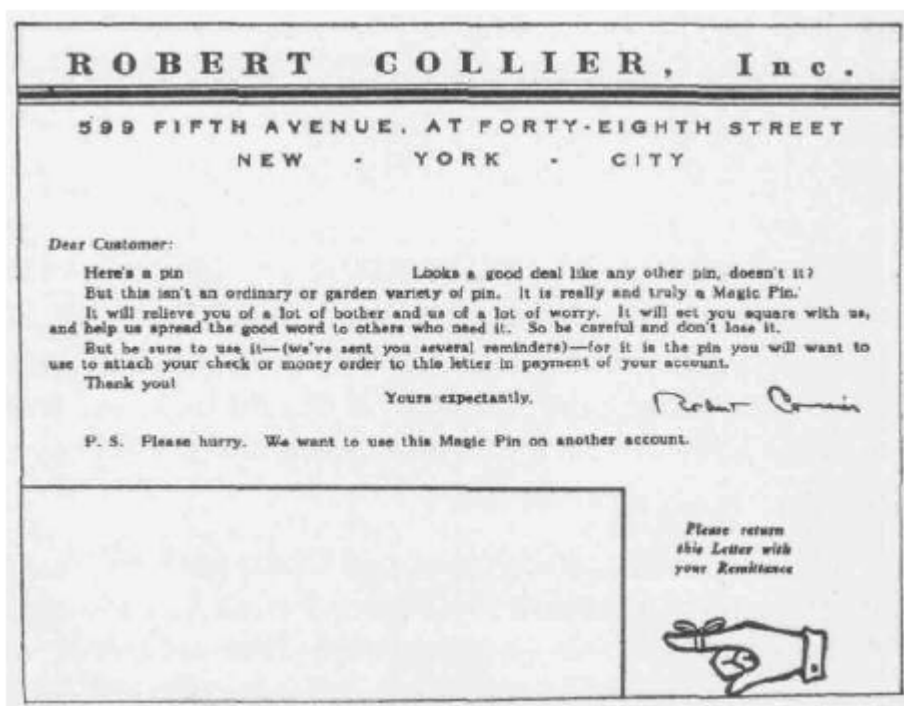 ROBERT COLLIER, Inc.
599 FIFTH AVENUE, AT FORTY-EIGHTH STREET
NEW · YORK · CITY
Dear Customer:
Here's a pin Looks a good deal like any other pin, doesn't it?
But this isn't an ordinary or garden variety of pin. It is really and truly a Magic Pin.
It will relieve you of a lot of bother and us of a lot of worry. It will set you square with us,
and help us spread the good word to others who need it. So be careful and don't lose it.
But be sure to use it—(we've sent you several reminders)—for it is the pin you will want to
use to attach your check or money order to this letter in payment of your account.
Thank you!
Yours expectantly,
Robert Collier
P. S. Please hurry. We want to use this Magic Pin on another account.
Please return
this Letter with
your Remittance